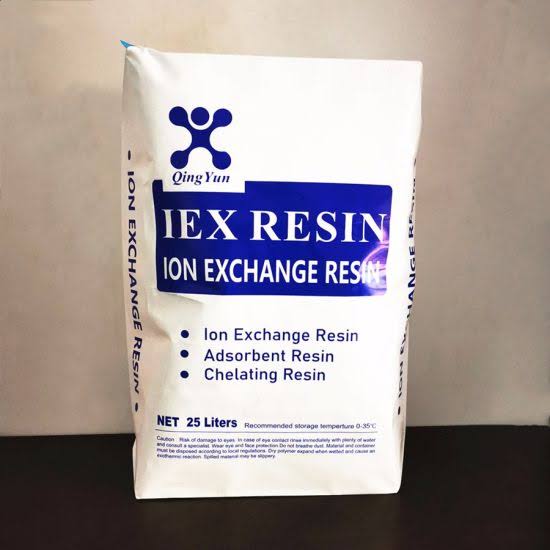 QingYun
IEX RESIN
ION EXCHANGE RESIN
• Ion Exchange Resin
• Adsorbent Resin
• Chelating Resin
NET 25 Liters Recommended storage temperture 0-35℃
Caution : Risk of damage to eyes in case of eye contact rinse immediately with plenty of water
and consult a specialist. Wear eye and face protection Do not breathe dust. Material and container
must be disposed according to local regulations. Dry polymer expand when wetted and cause an
exothermic reaction. Spilled material may be slippery.
• ION EXCHANGE RESIN •
• ION EXCHANGE RESIN •